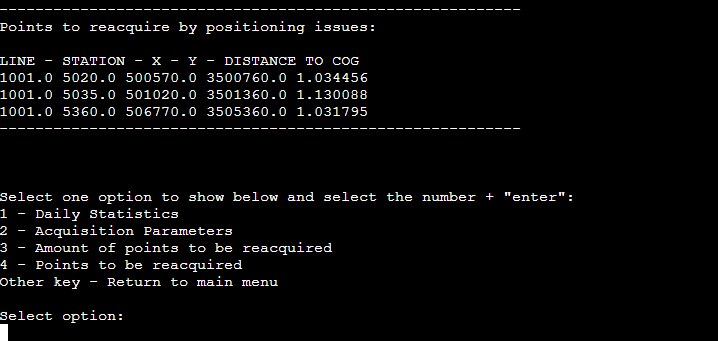 -----------------------------------------------------------------
Points to reacquire by positioning issues:
LINE - STATION - X - Y - DISTANCE TO COG
1001.0 5020.0 500570.0 3500760.0 1.034456
1001.0 5035.0 501020.0 3501360.0 1.130088
1001.0 5360.0 506770.0 3505360.0 1.031795
-----------------------------------------------------------------
Select one option to show below and select the number + "enter":
1 - Daily Statistics
2 - Acquisition Parameters
3 - Amount of points to be reacquired
4 - Points to be reacquired
Other key - Return to main menu
Select option: